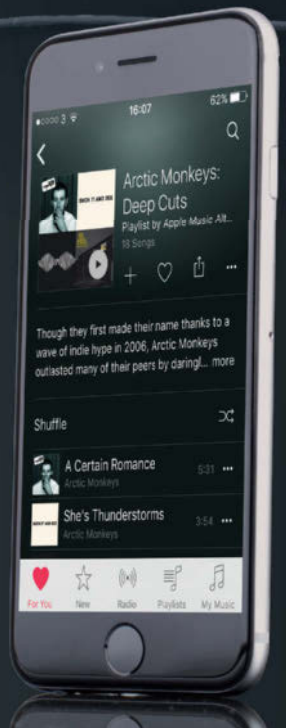 3 16:07 62%
Arctic Monkeys:
Deep Cuts
Playlist by Apple Music Alt...
18 Songs
Though they first made their name thanks to a
wave of indie hype in 2006, Arctic Monkeys
outlasted many of their peers by daringl... more
Shuffle
A Certain Romance 5:31
Arctic Monkeys
She's Thunderstorms 3:54
Arctic Monkeys
For You New Radio Playlists My Music